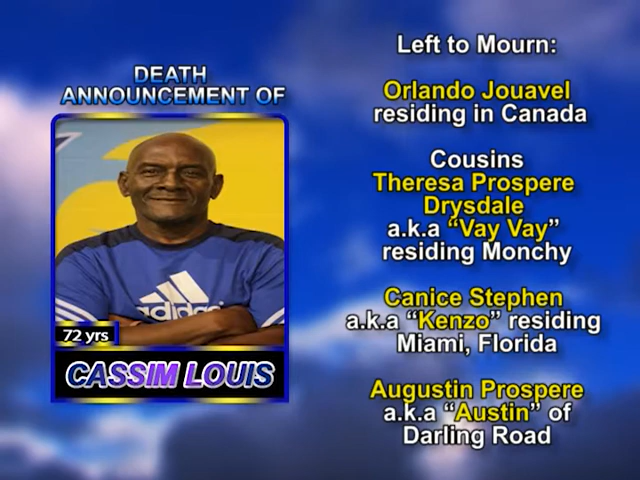 DEATH
ANNOUNCEMENT OF
adidas
72 yrs
CASSIM LOUIS
Left to Mourn:
Orlando Jouavel
residing in Canada
Cousins
Theresa Prospere
Drysdale
a.k.a “Vay Vay”
residing Monchy
Canice Stephen
a.k.a “Kenzo” residing
Miami, Florida
Augustin Prospere
a.k.a “Austin” of
Darling Road